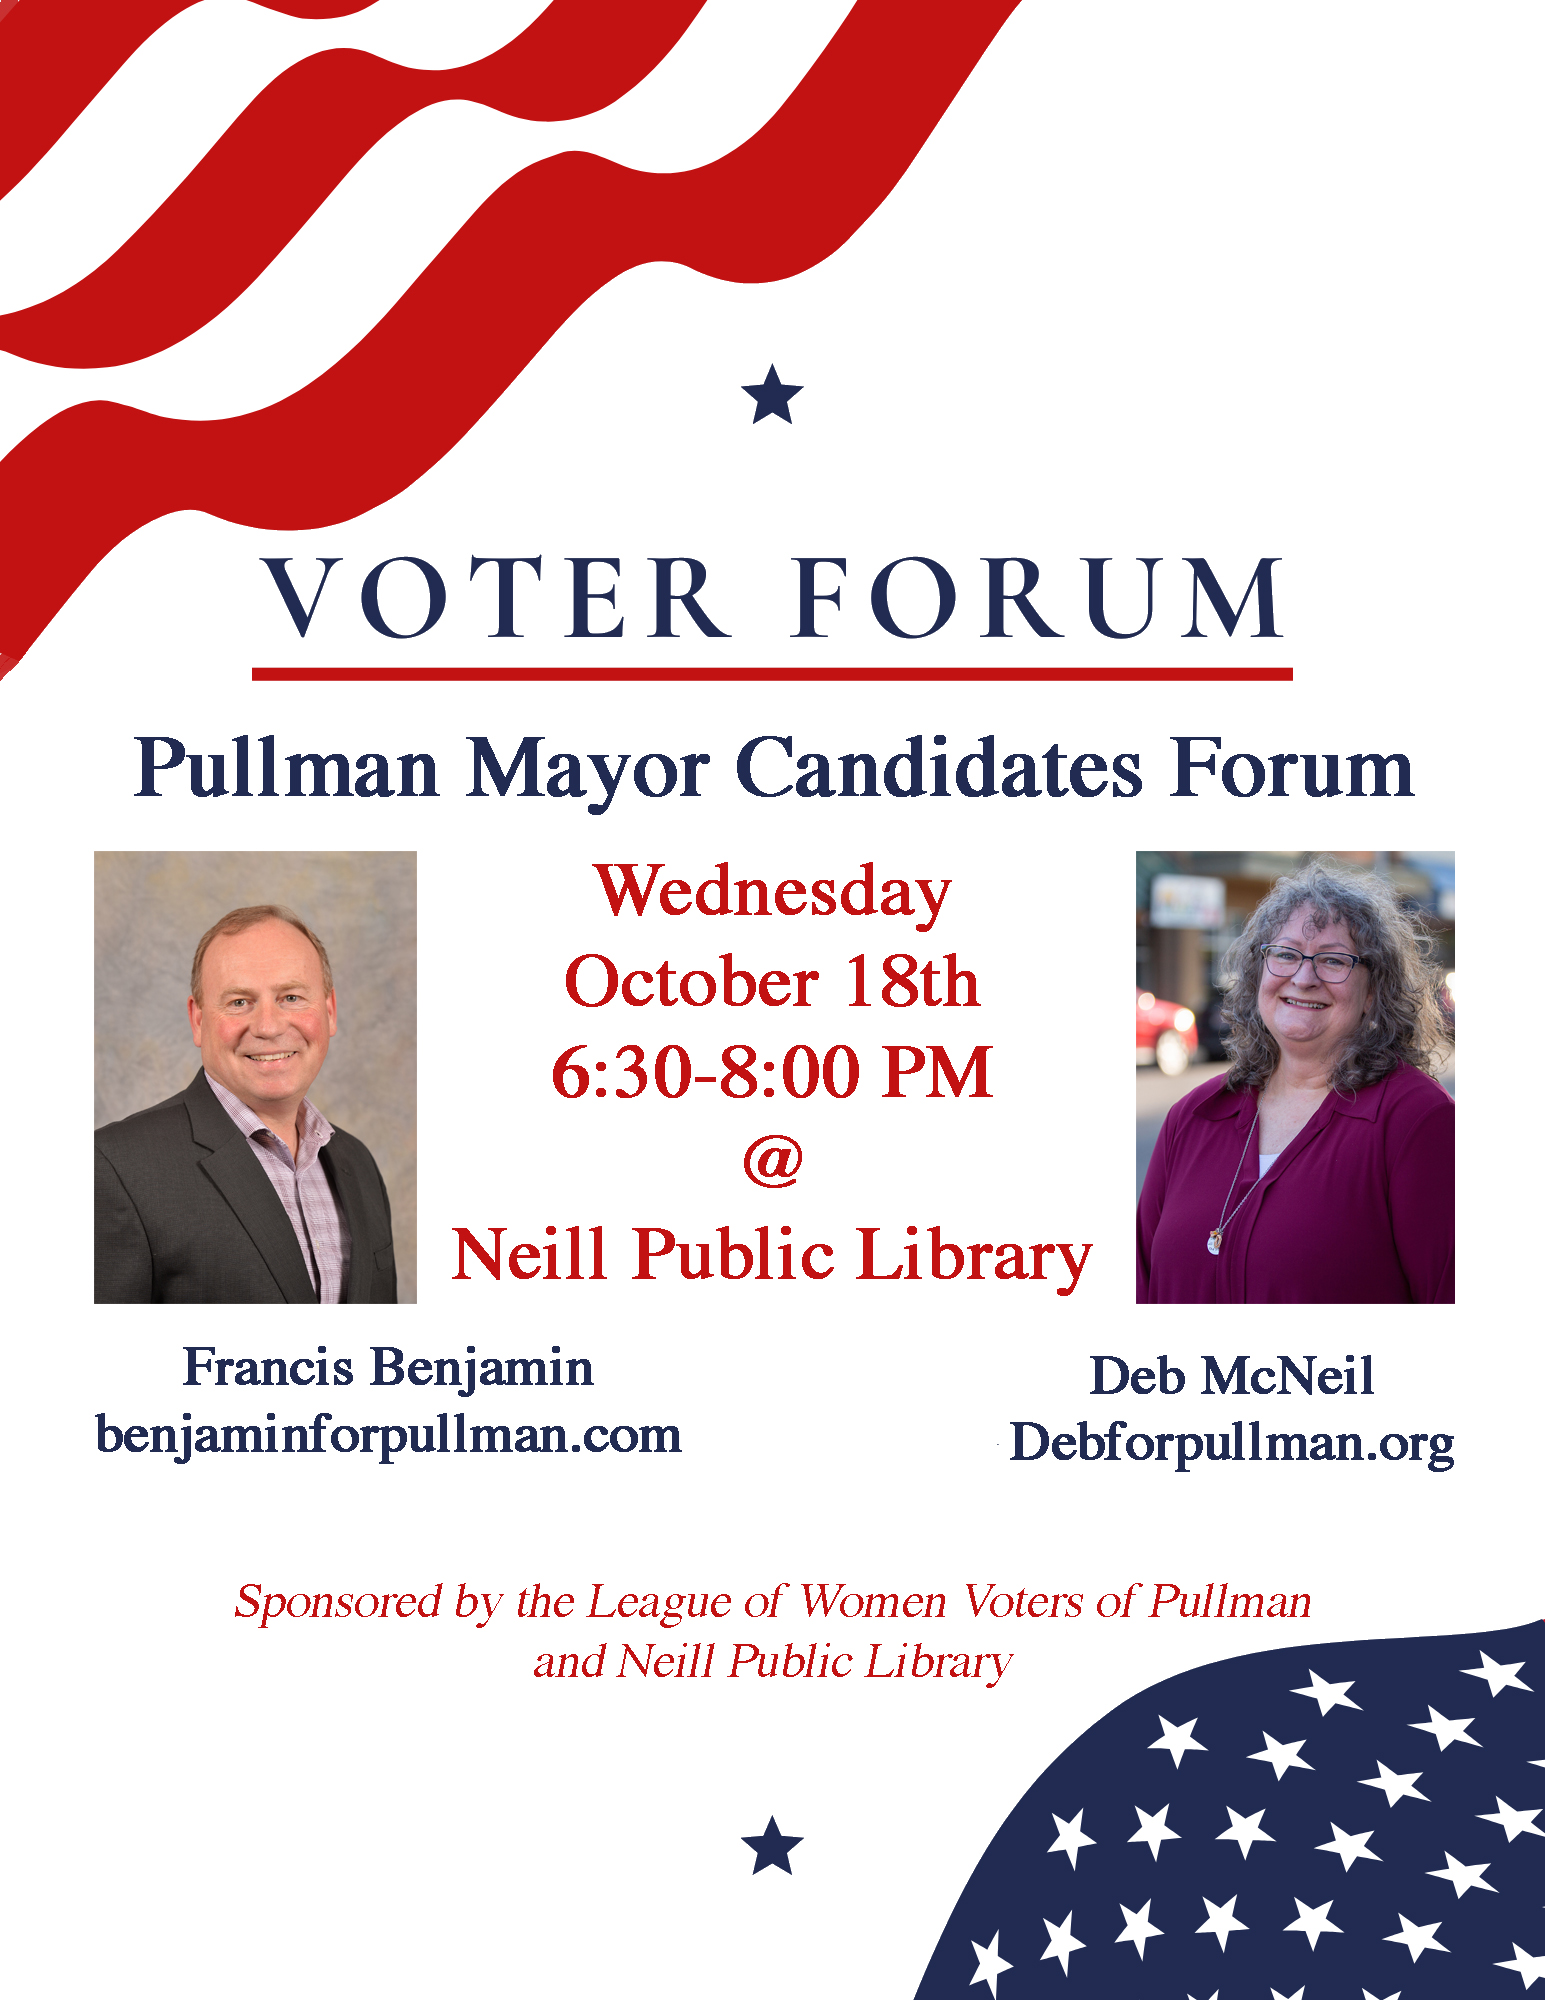 VOTER FORUM
Pullman Mayor Candidates Forum
Wednesday
October 18th
6:30-8:00 PM
@
Neill Public Library
Francis Benjamin
benjaminforpullman.com
Deb McNeil
Debforpullman.org
Sponsored by the League of Women Voters of Pullman
and Neill Public Library